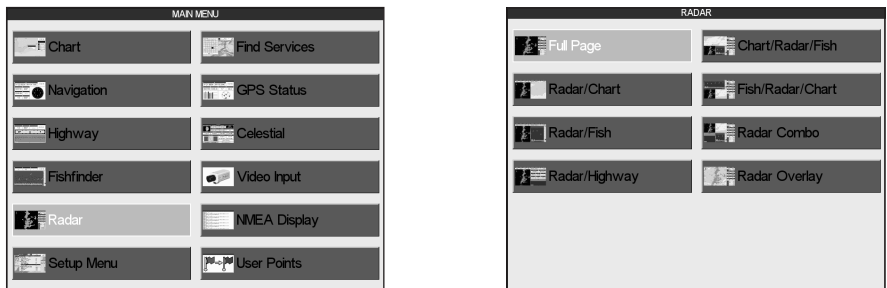 MAIN MENU
Chart
Find Services
Navigation
GPS Status
Highway
Celestial
Fishfinder
Video Input
Radar
NMEA Display
Setup Menu
User Points
RADAR
Full Page
Chart/Radar/Fish
Radar/Chart
Fish/Radar/Chart
Radar/Fish
Radar Combo
Radar/Highway
Radar Overlay